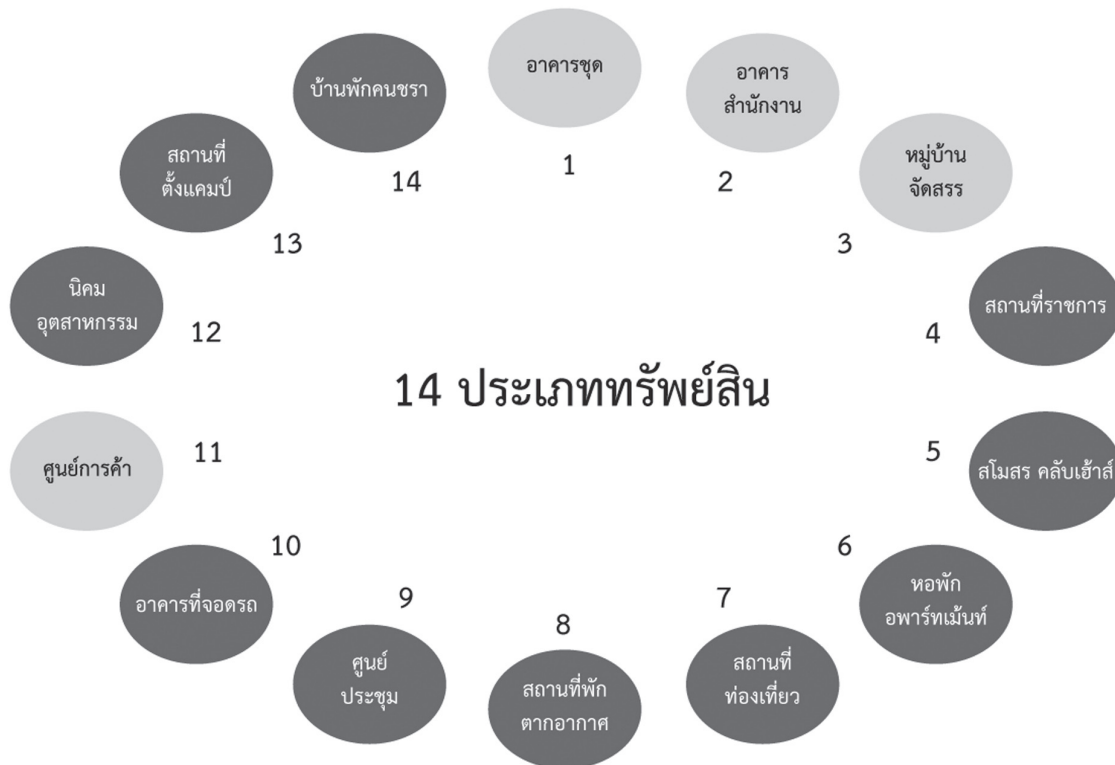 อาคารชุด
1
อาคาร
สำนักงาน
2
หมู่บ้าน
จัดสรร
3
สถานที่ราชการ
4
สโมสร คลับเฮ้าส์
5
หอพัก
อพาร์ทเม้นท์
6
สถานที่
ท่องเที่ยว
7
สถานที่พัก
ตากอากาศ
8
ศูนย์
ประชุม
9
อาคารที่จอดรถ
10
ศูนย์การค้า
11
นิคม
อุตสาหกรรม
12
สถานที่
ตั้งแคมป์
13
บ้านพักคนชรา
14
14 ประเภททรัพย์สิน